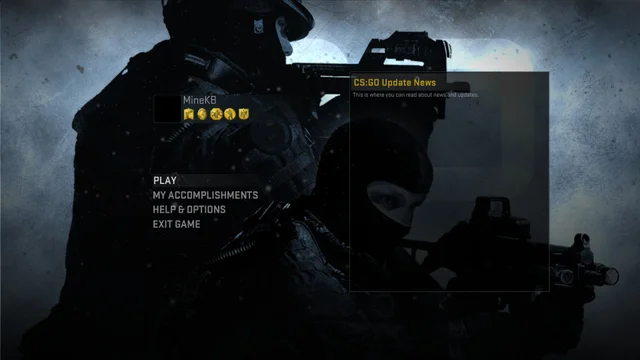 CS:GO Update News
This is where you can read about news and updates.
MineKB
PLAY
MY ACCOMPLISHMENTS
HELP & OPTIONS
EXIT GAME